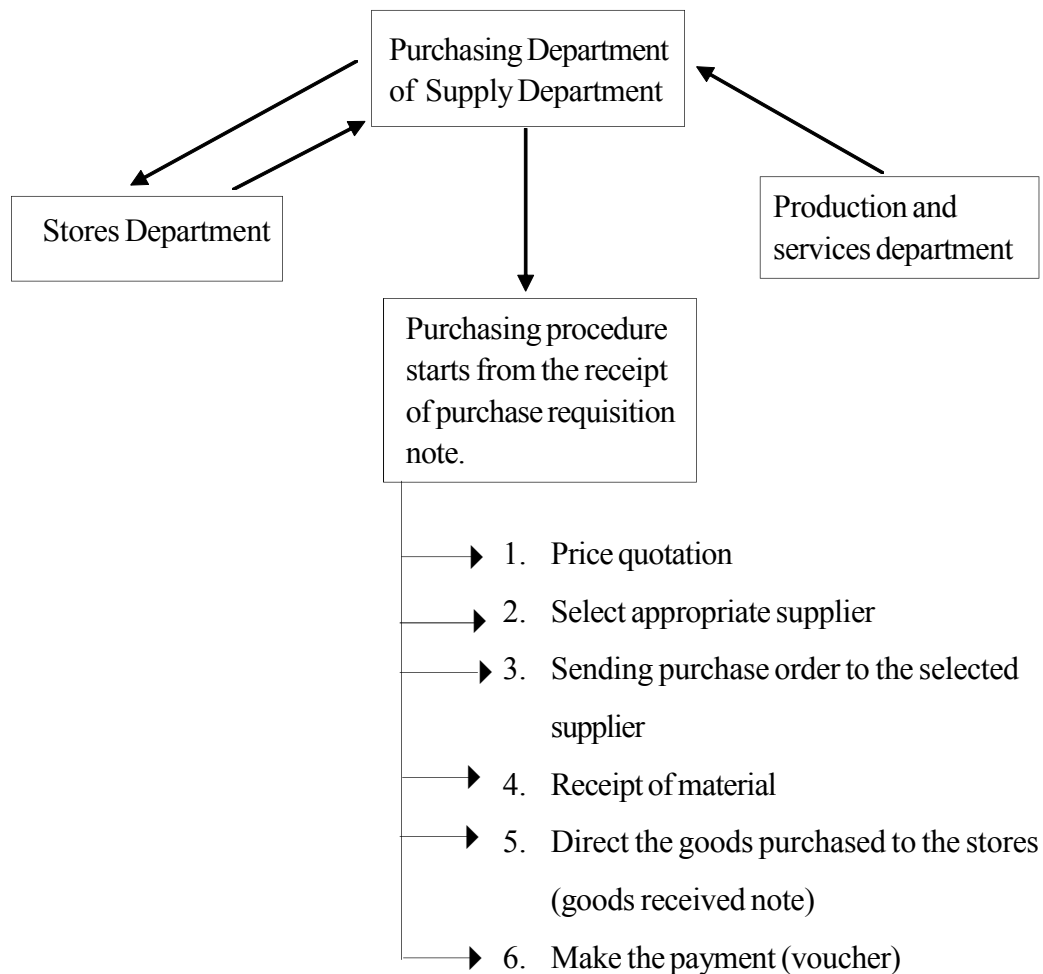 Purchasing Department
of Supply Department
Stores Department
Production and
services department
Purchasing procedure
starts from the receipt
of purchase requisition
note.
1. Price quotation
2. Select appropriate supplier
3. Sending purchase order to the selected
supplier
4. Receipt of material
5. Direct the goods purchased to the stores
(goods received note)
6. Make the payment (voucher)